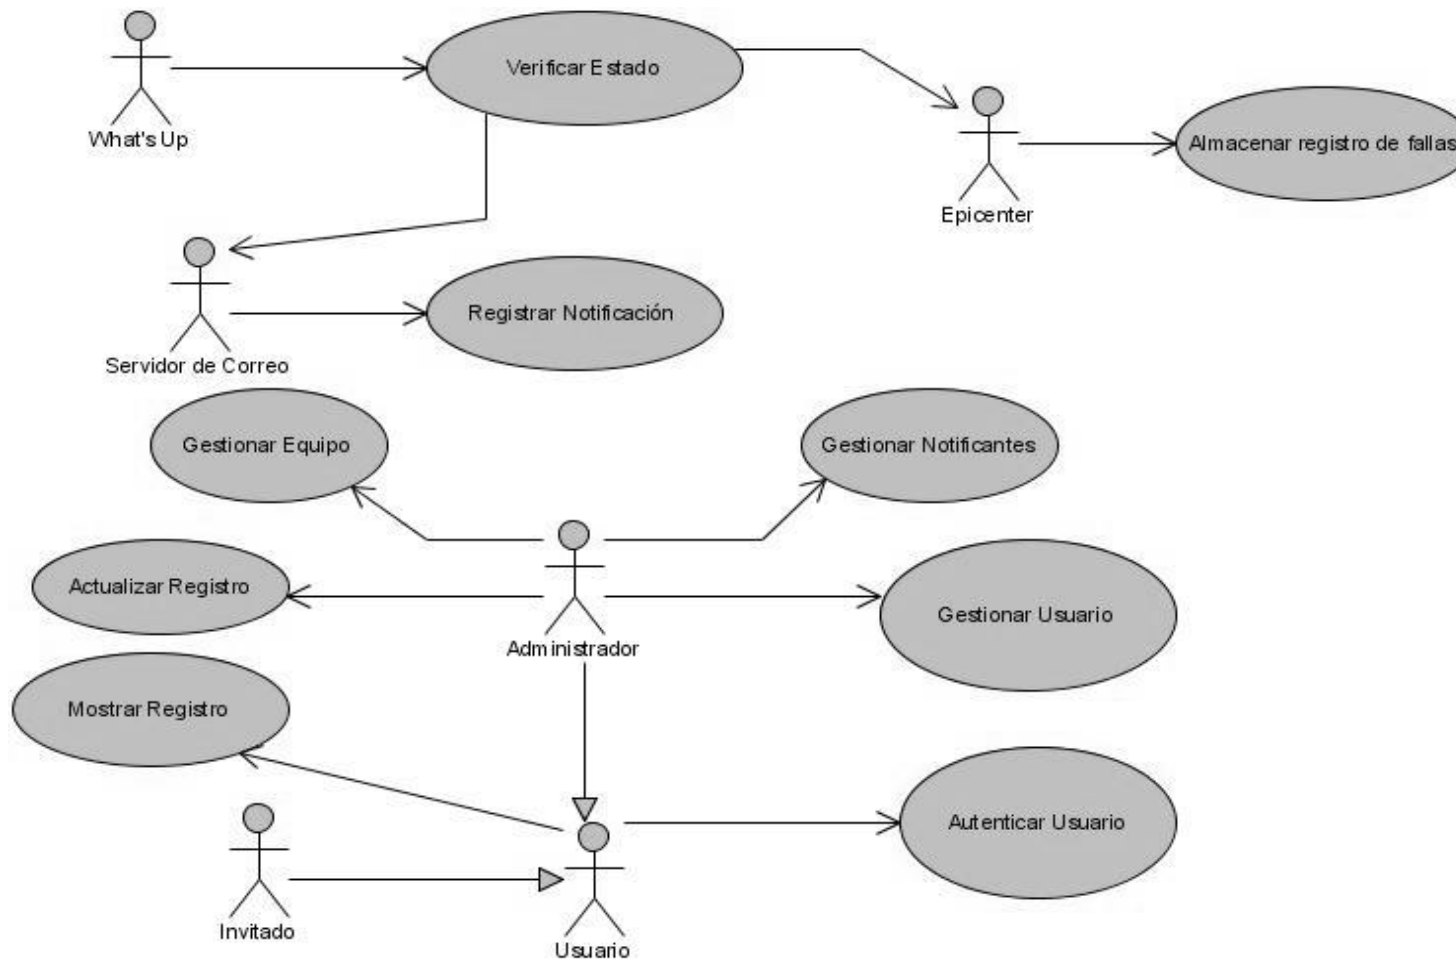 Verificar Estado
What's Up
Almacenar registro de fallas
Epicenter
Registrar Notificación
Servidor de Correo
Gestionar Equipo
Gestionar Notificantes
Actualizar Registro
Gestionar Usuario
Administrador
Mostrar Registro
Autenticar Usuario
Invitado
Usuario